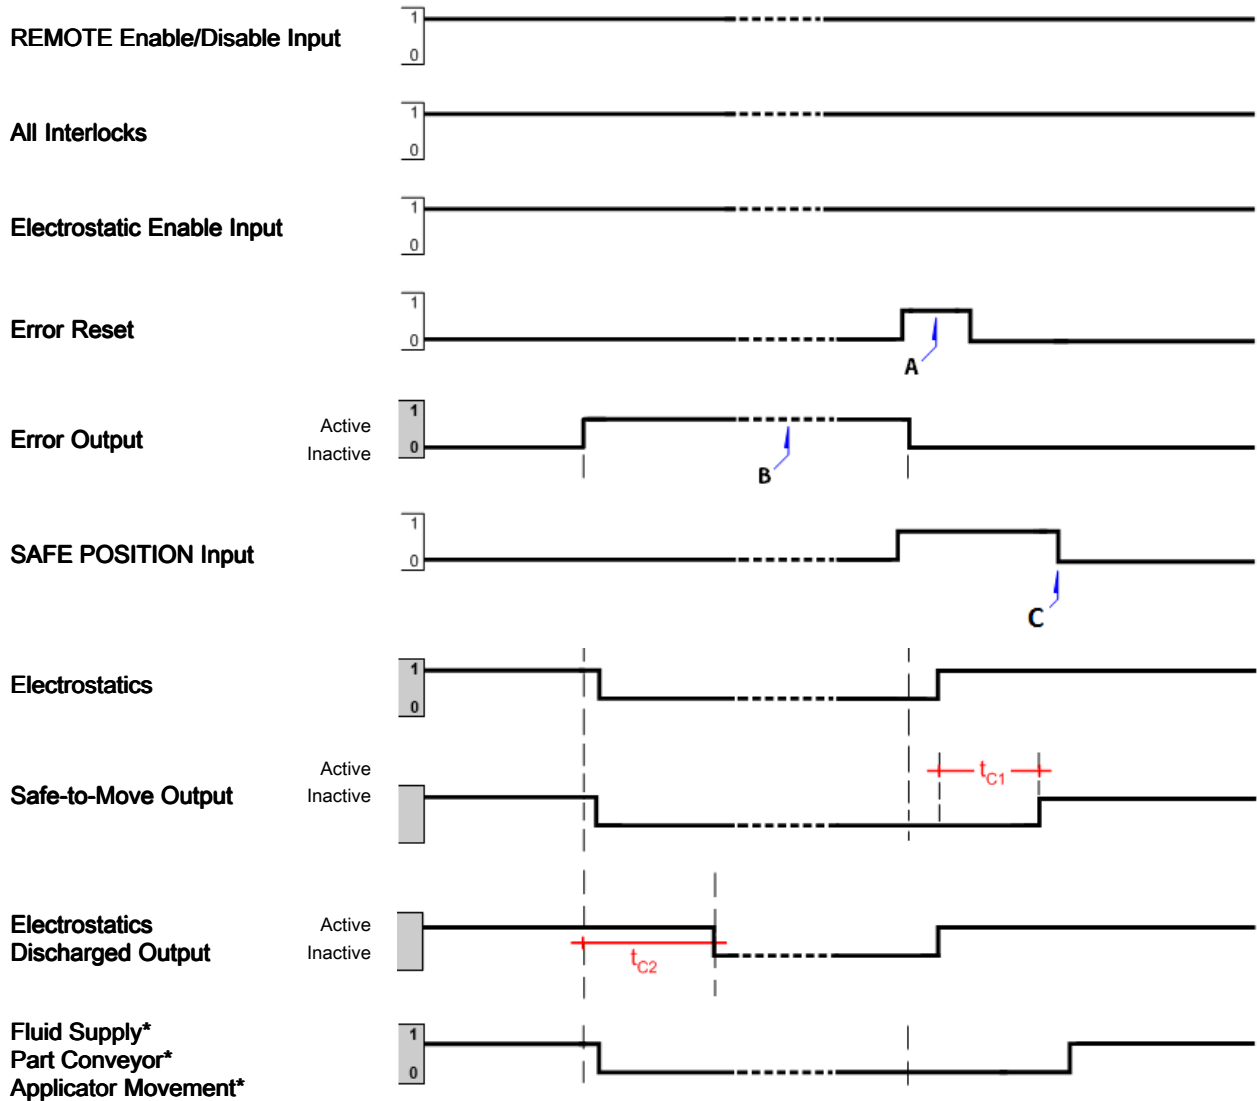 REMOTE Enable/Disable Input
1
0
All Interlocks
1
0
Electrostatic Enable Input
1
0
Error Reset
1
0
A
Error Output
Active
Inactive
1
0
B
SAFE POSITION Input
1
0
C
Electrostatics
1
0
Safe-to-Move Output
Active
Inactive
tC1
Electrostatics
Discharged Output
Active
Inactive
tC2
Fluid Supply*
Part Conveyor*
Applicator Movement*
1
0